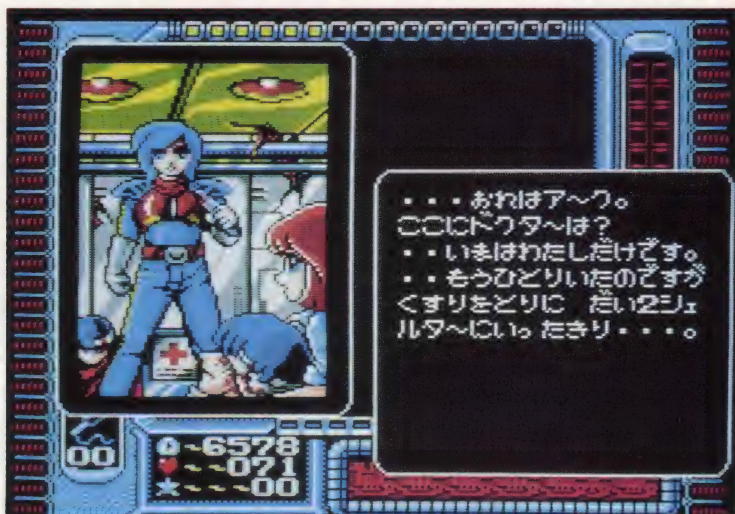 ・・・おれはア～ク。
ここにドクタ～は?
・・いまはわたしだけです。
・・もうひとりいたのですが
くすりをとりに だい2シェ
ルタ～にいったきり・・・。
00
～6578
♥～～071
★～～～00